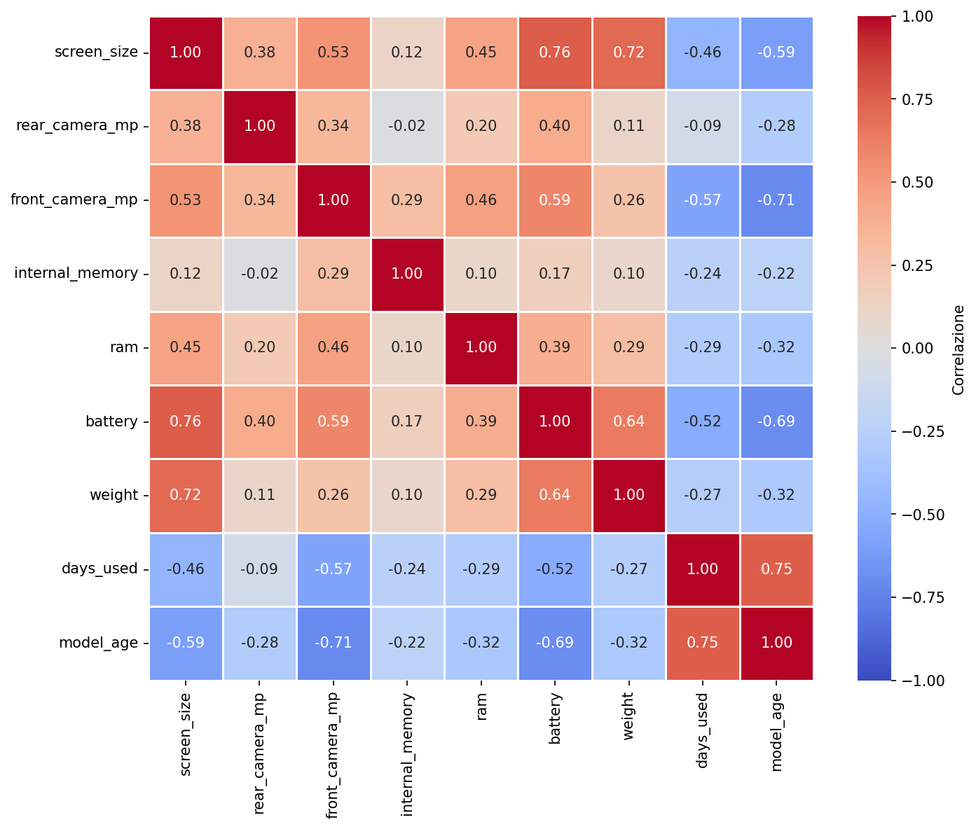 screen_size 1.00 0.38 0.53 0.12 0.45 0.76 0.72 -0.46 -0.59
rear_camera_mp 0.38 1.00 0.34 -0.02 0.20 0.40 0.11 -0.09 -0.28
front_camera_mp 0.53 0.34 1.00 0.29 0.46 0.59 0.26 -0.57 -0.71
internal_memory 0.12 -0.02 0.29 1.00 0.10 0.17 0.10 -0.24 -0.22
ram 0.45 0.20 0.46 0.10 1.00 0.39 0.29 -0.29 -0.32
battery 0.76 0.40 0.59 0.17 0.39 1.00 0.64 -0.52 -0.69
weight 0.72 0.11 0.26 0.10 0.29 0.64 1.00 -0.27 -0.32
days_used -0.46 -0.09 -0.57 -0.24 -0.29 -0.52 -0.27 1.00 0.75
model_age -0.59 -0.28 -0.71 -0.22 -0.32 -0.69 -0.32 0.75 1.00
screen_size
rear_camera_mp
front_camera_mp
internal_memory
ram
battery
weight
days_used
model_age
1.00
0.75
0.50
0.25
0.00
−0.25
−0.50
−0.75
−1.00
Correlazione